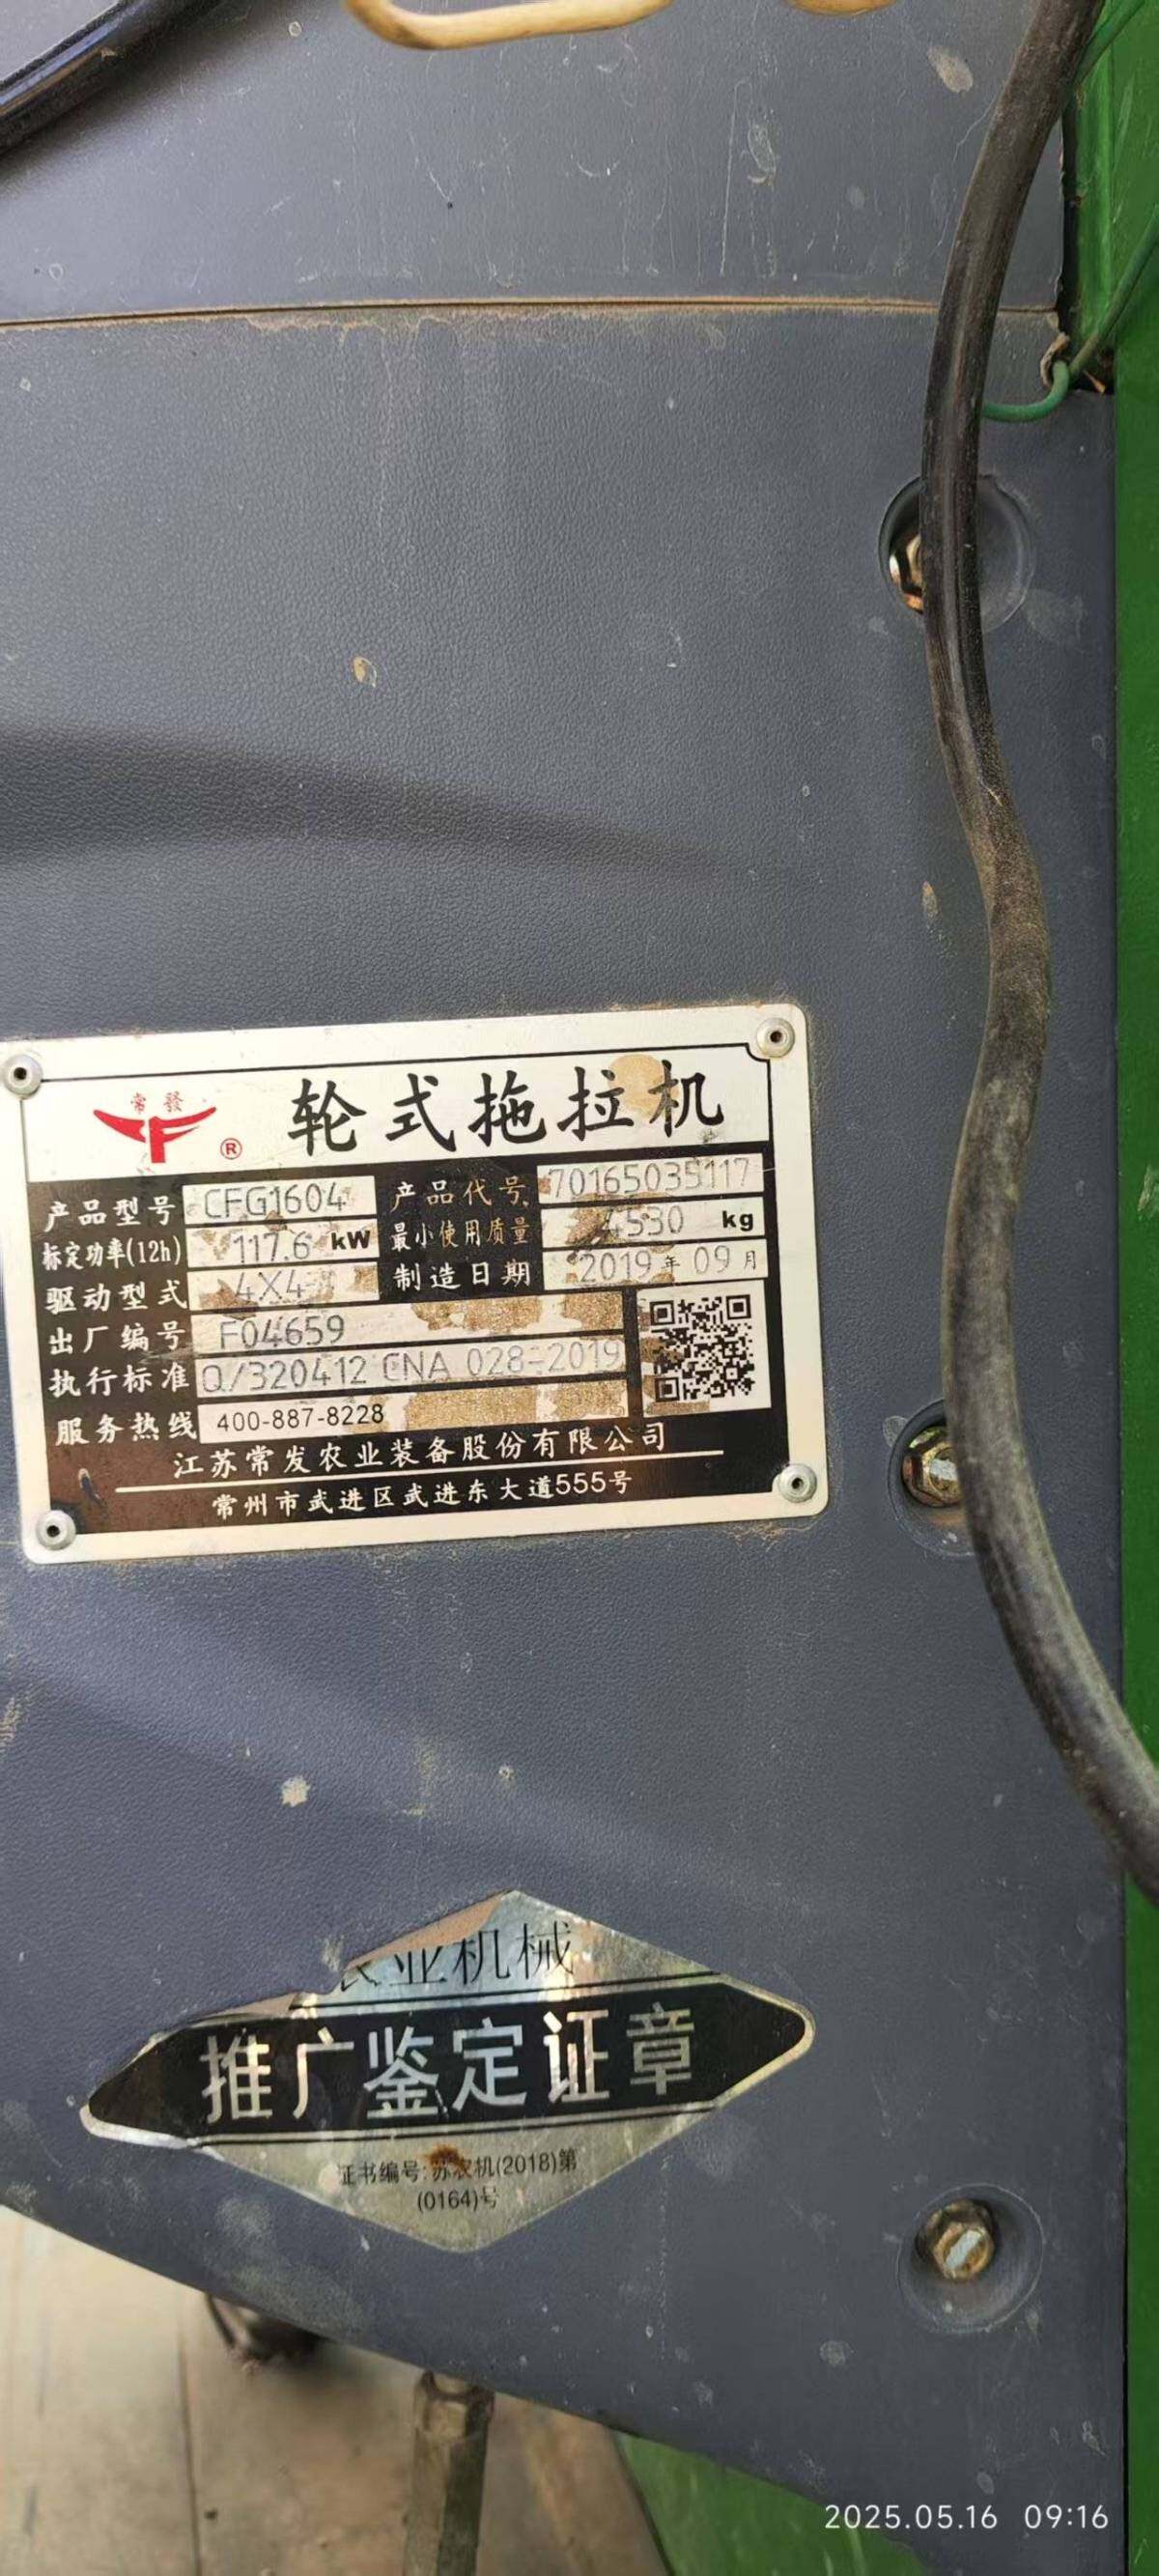 常發
®
轮式拖拉机
产品型号 CFG1604 产品代号 70165035117
标定功率(12h) 117.6 kW 最小使用质量 4530 kg
驱动型式 4X4 制造日期 2019年09月
出厂编号 F04659
执行标准 Q/320412 CNA 028-2019
服务热线 400-887-8228
江苏常发农业装备股份有限公司
常州市武进区武进东大道555号
农业机械
推广鉴定证章
证书编号:苏农机(2018)第
(0164)号
2025.05.16 09:16